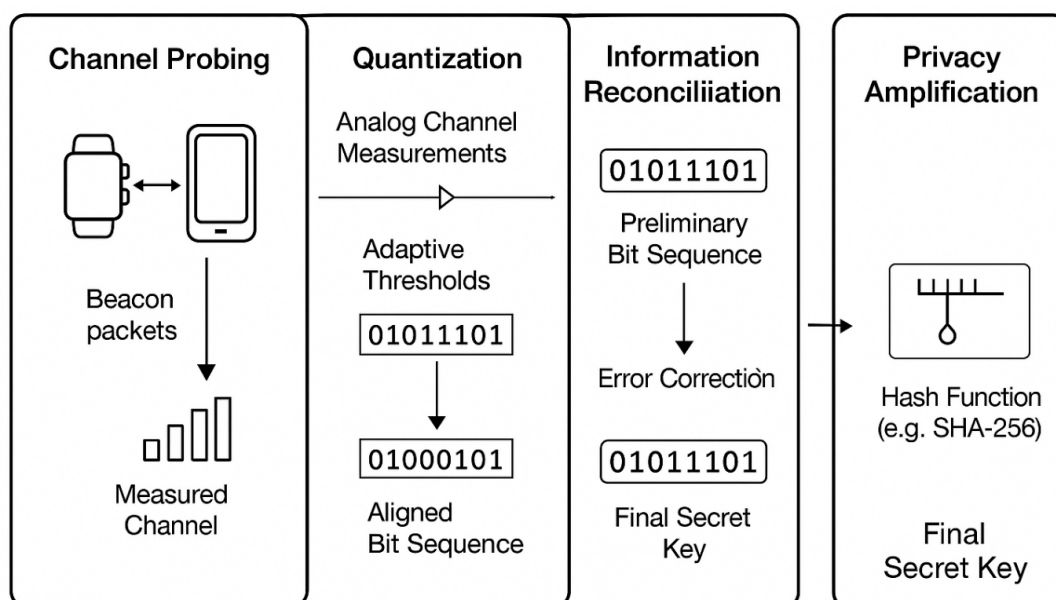 Channel Probing
Beacon
packets
Measured
Channel
Quantization
Analog Channel
Measurements
Adaptive
Thresholds
01011101
01000101
Aligned
Bit Sequence
Information
Reconciliiation
01011101
Preliminary
Bit Sequence
Error Correction
01011101
Final Secret
Key
Privacy
Amplification
Hash Function
(e.g. SHA-256)
Final
Secret Key